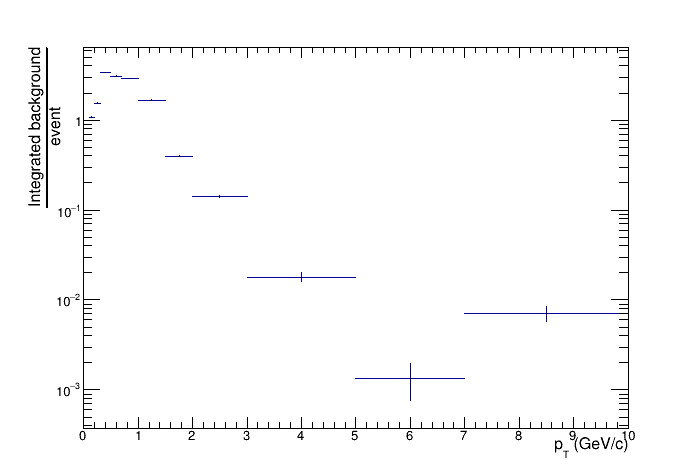 Integrated background
event
1
10⁻¹
10⁻²
10⁻³
0 1 2 3 4 5 6 7 8 9 10
p_T (GeV/c)